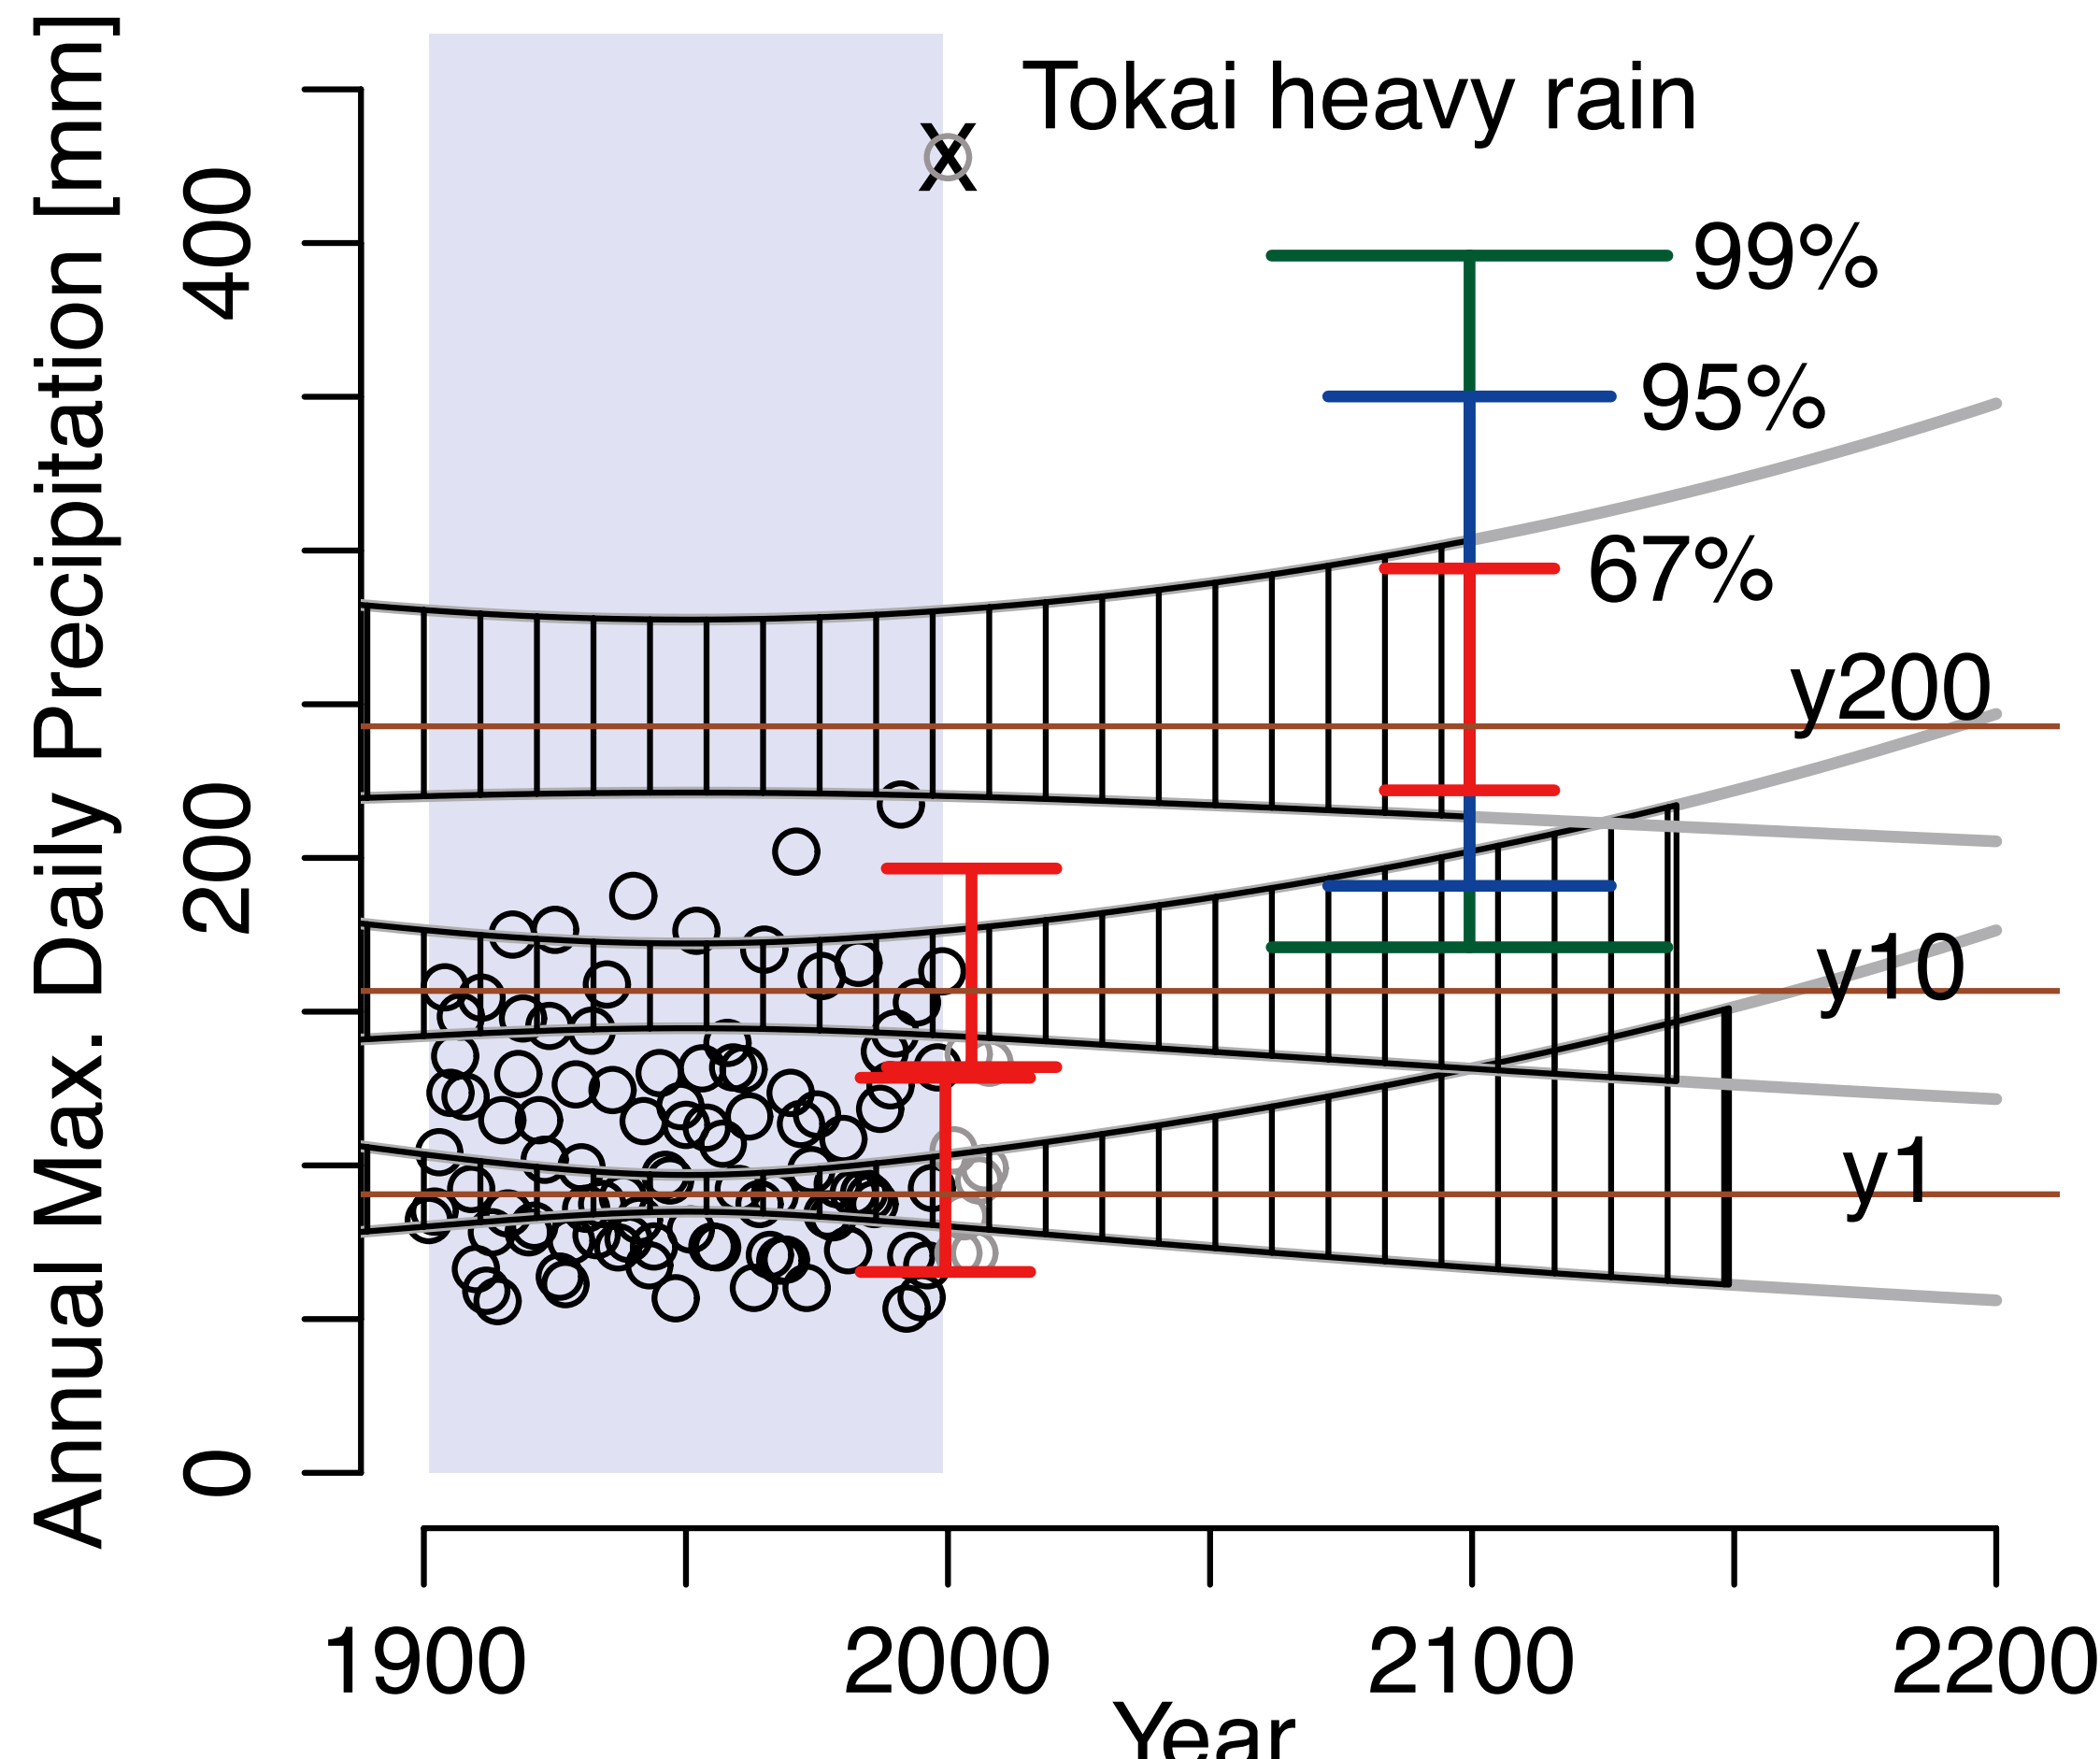 Annual Max. Daily Precipitation [mm]
400
200
0
Tokai heavy rain
X
99%
95%
67%
y200
y10
y1
1900 2000 2100 2200
Year